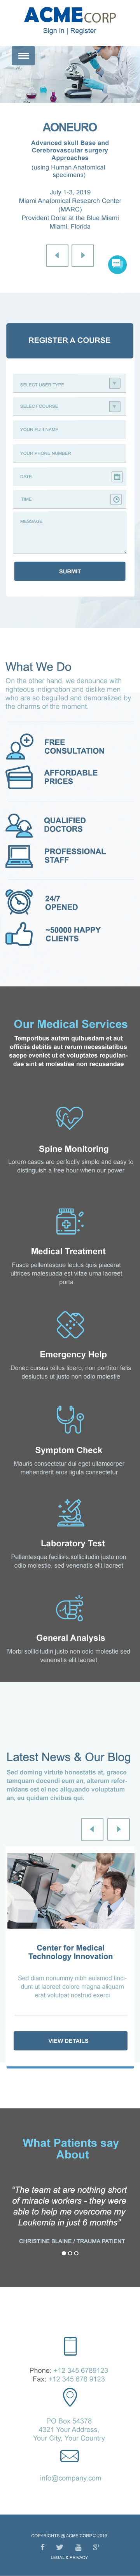 ACMECORP
Sign in | Register
AONEURO
Advanced skull Base and
Cerebrovascular surgery
Approaches
(using Human Anatomical
specimens)
July 1-3, 2019
Miami Anatomical Research Center
(MARC)
Provident Doral at the Blue Miami
Miami, Florida
REGISTER A COURSE
SELECT USER TYPE
SELECT COURSE
YOUR FULLNAME
YOUR PHONE NUMBER
DATE
TIME
MESSAGE
SUBMIT
What We Do
On the other hand, we denounce with
righteous indignation and dislike men
who are so beguiled and demoralized by
the charms of the moment.
FREE
CONSULTATION
AFFORDABLE
PRICES
QUALIFIED
DOCTORS
PROFESSIONAL
STAFF
24/7
OPENED
~50000 HAPPY
CLIENTS
Our Medical Services
Temporibus autem quibusdam et aut
officiis debitis aut rerum necessitatibus
saepe eveniet ut et voluptates repudian-
dae sint et molestiae non recusandae
Spine Monitoring
Lorem cases are perfectly simple and easy to
distinguish a free hour when our power
Medical Treatment
Fusce pellentesque lectus quis placerat
ultrices malesuada est vitae urna laoreet
porta
Emergency Help
Donec cursus tellus libero, non porttitor felis
desluctus ut justo non odio molestie
Symptom Check
Mauris consectetur dui eget ullamcorper
mehendrerit eros ligula consectetur
Laboratory Test
Pellentesque facilisis sollicitudin justo non
odio molestie, sed venenatis elit laoreet
General Analysis
Morbi sollicitudin justo non odio molestie sed
venenatis elit laoreet
Latest News & Our Blog
Sed doming virtute honestatis at, graece
tamquam docendi eum an, alterum refor-
midans est ei nec aliquando voluptatum
an, eu quidam civibus qui.
Center for Medical
Technology Innovation
Sed diam nonummy nibh euismod tinci-
dunt ut laoreet dolore magna aliquam
erat volutpat nostrud exerci
VIEW DETAILS
What Patients say
About
"The team at are nothing short
of miracle workers - they were
able to help me overcome my
Leukemia in just 6 months"
CHRISTINE BLAINE / TRAUMA PATIENT
Phone: +12 345 6789123
Fax: +12 345 678 9123
PO Box 54378
4321 Your Address,
Your City, Your Country
info@company.com
COPYRIGHTS @ ACME CORP © 2019
LEGAL & PRIVACY